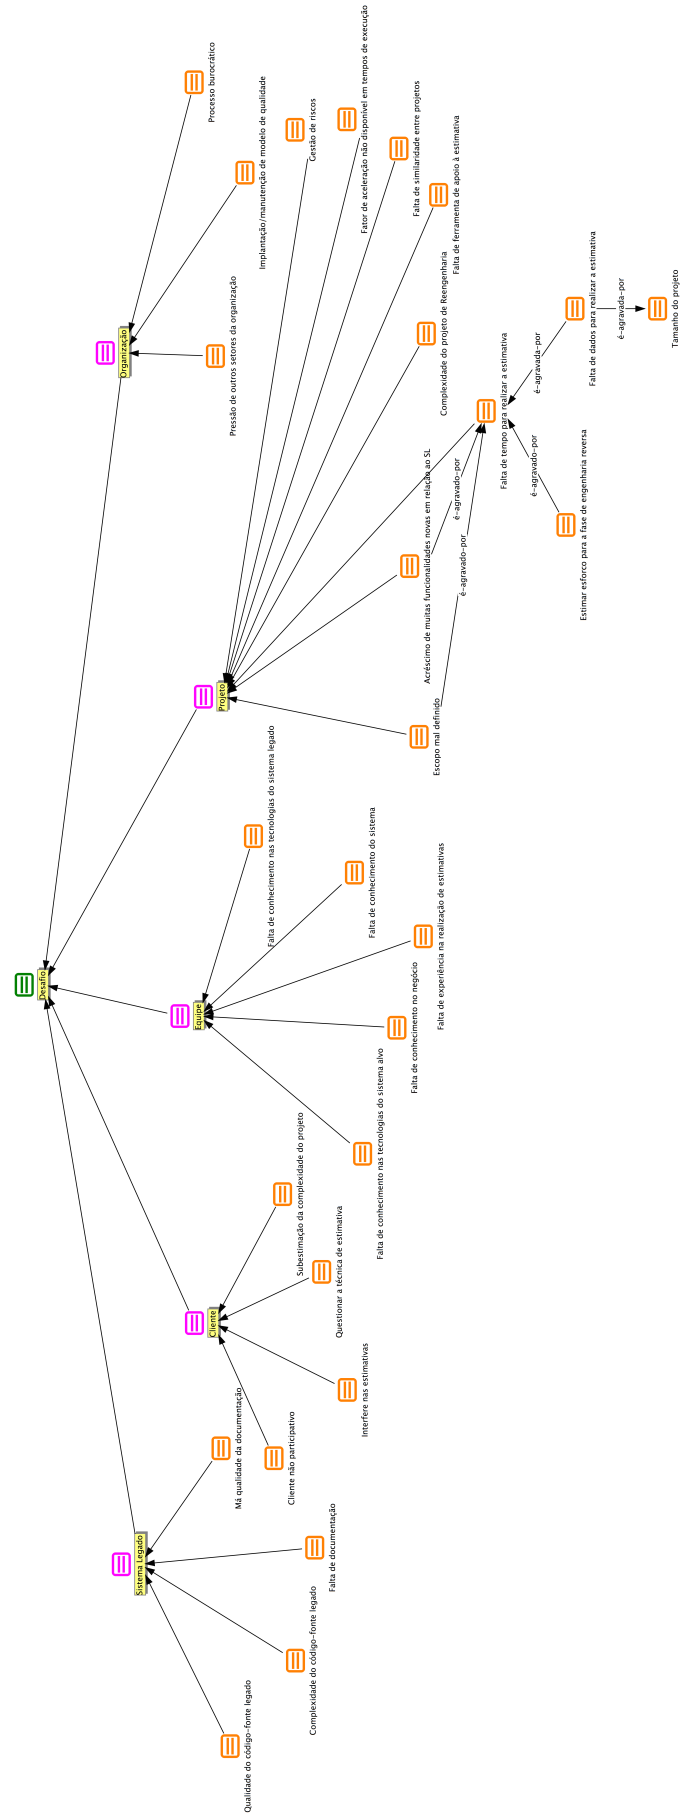 Desafio
Sistema Legado
Cliente
Equipe
Projeto
Organização
Qualidade do código-fonte legado
Complexidade do código-fonte legado
Falta de documentação
Má qualidade da documentação
Cliente não participativo
Interfere nas estimativas
Questionar a técnica de estimativa
Subestimação da complexidade do projeto
Falta de conhecimento nas tecnologias do sistema alvo
Falta de conhecimento no negócio
Falta de experiência na realização de estimativas
Falta de conhecimento do sistema
Falta de conhecimento nas tecnologias do sistema legado
Escopo mal definido
Acréscimo de muitas funcionalidades novas em relação ao SL
é-agravado-por
é-agravado-por
Falta de tempo para realizar a estimativa
é-agravado-por
Estimar esforco para a fase de engenharia reversa
é-agravada-por
Falta de dados para realizar a estimativa
é-agravada-por
Tamanho do projeto
Complexidade do projeto de Reengenharia
Falta de ferramenta de apoio à estimativa
Falta de similaridade entre projetos
Fator de aceleração não disponível em tempos de execução
Gestão de riscos
Pressão de outros setores da organização
Implantação/manutenção de modelo de qualidade
Processo burocrático